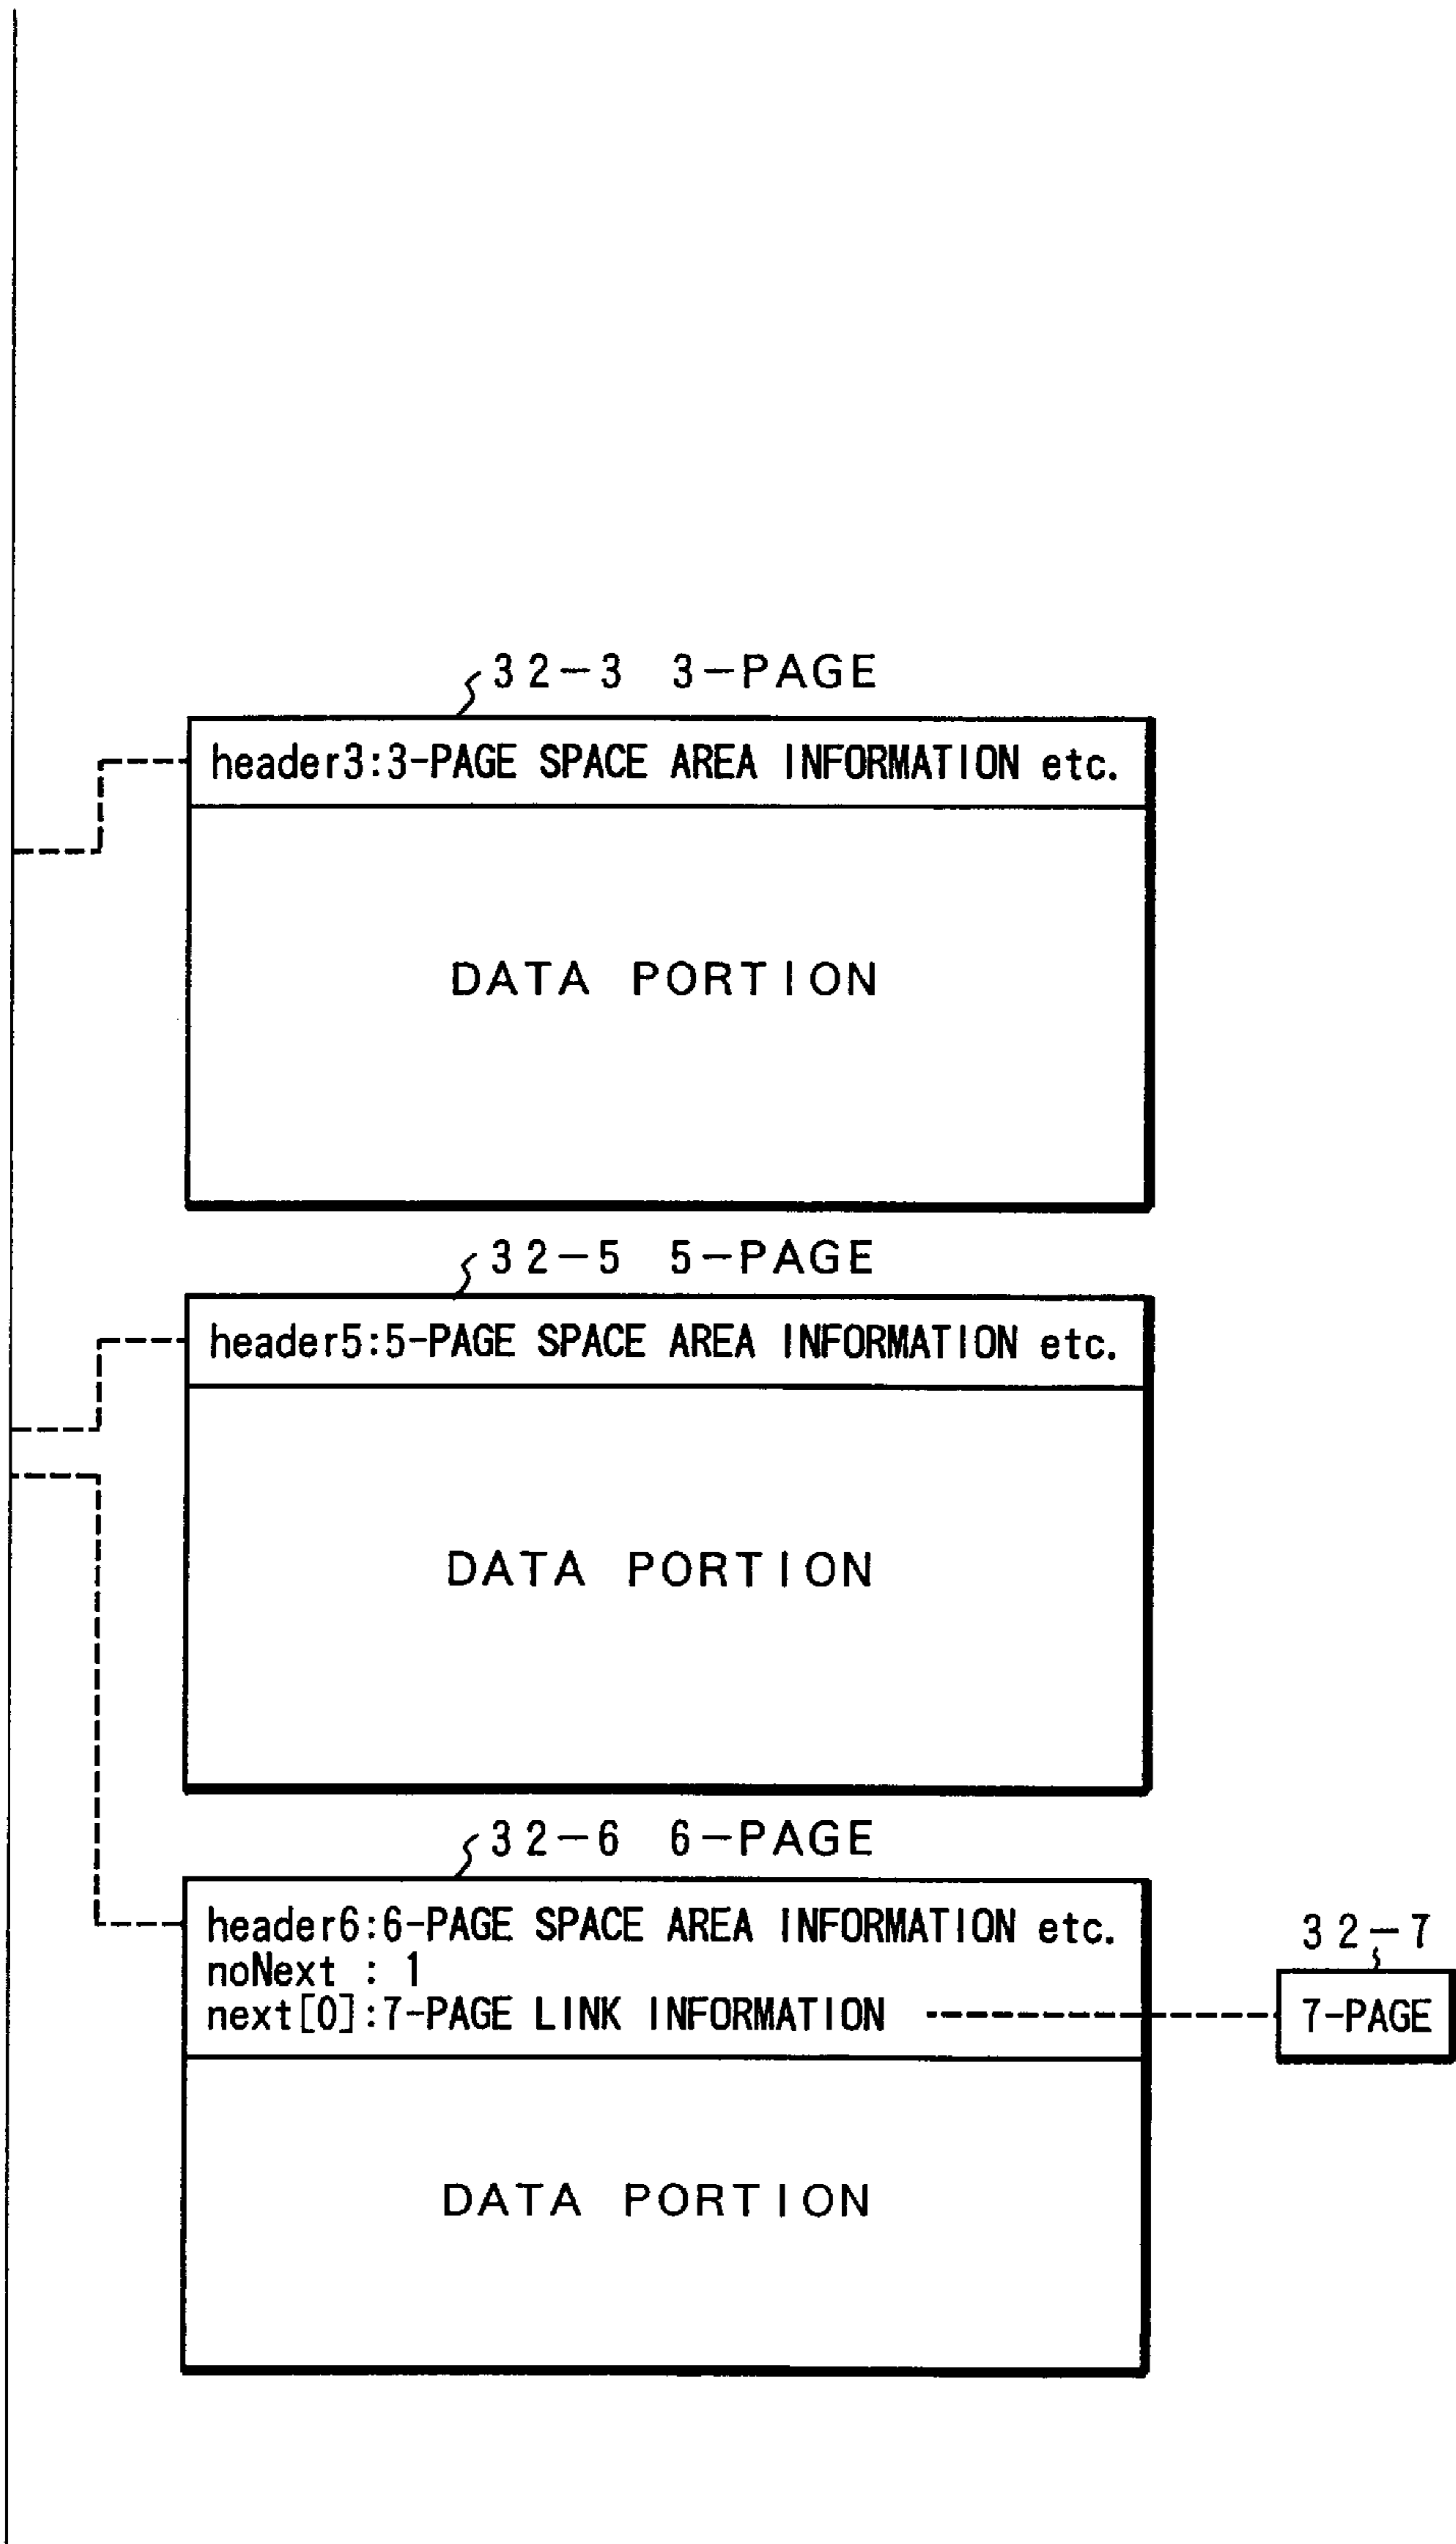 32-3 3-PAGE
header3:3-PAGE SPACE AREA INFORMATION etc.
DATA PORTION
32-5 5-PAGE
header5:5-PAGE SPACE AREA INFORMATION etc.
DATA PORTION
32-6 6-PAGE
header6:6-PAGE SPACE AREA INFORMATION etc.
noNext : 1
next[0]:7-PAGE LINK INFORMATION
32-7
7-PAGE
DATA PORTION